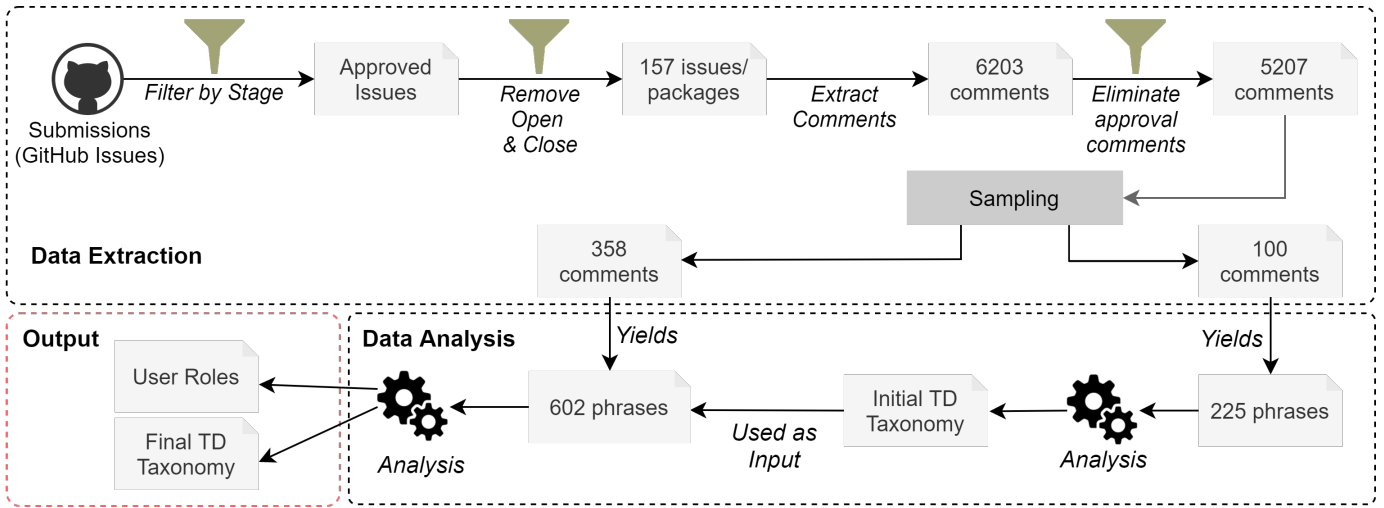 Submissions
(GitHub Issues)
Filter by Stage
Approved
Issues
Remove
Open
& Close
157 issues/
packages
Extract
Comments
6203
comments
Eliminate
approval
comments
5207
comments
Sampling
Data Extraction
358
comments
100
comments
Output
Data Analysis
Yields
Yields
User Roles
Final TD
Taxonomy
Analysis
602 phrases
Used as
Input
Initial TD
Taxonomy
Analysis
225 phrases